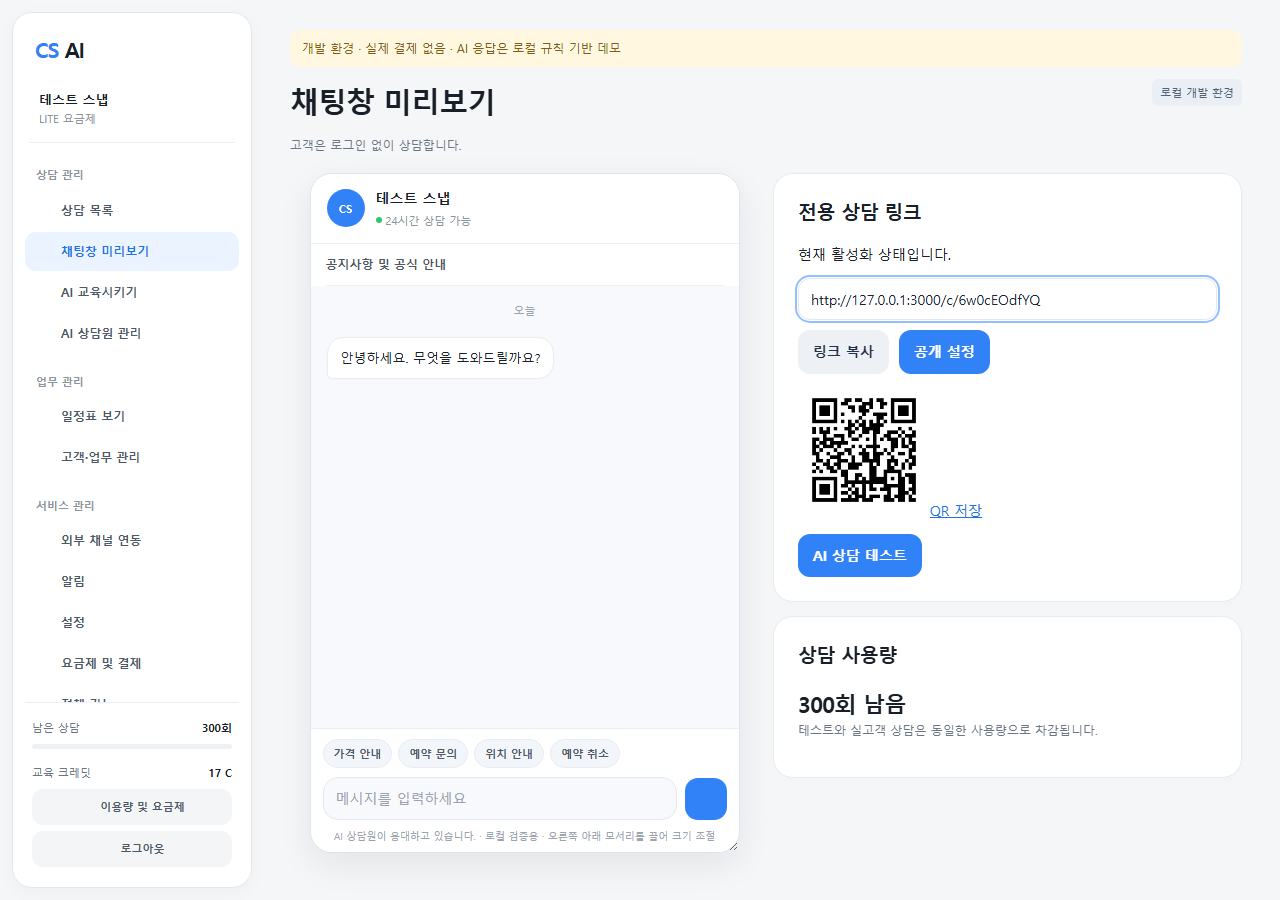 CS AI
테스트 스냅
LITE 요금제
상담 관리
상담 목록
채팅창 미리보기
AI 교육시키기
AI 상담원 관리
업무 관리
일정표 보기
고객·업무 관리
서비스 관리
외부 채널 연동
알림
설정
요금제 및 결제
남은 상담 300회
교육 크레딧 17 C
이용량 및 요금제
로그아웃
개발 환경 · 실제 결제 없음 · AI 응답은 로컬 규칙 기반 데모
채팅창 미리보기
로컬 개발 환경
고객은 로그인 없이 상담합니다.
CS
테스트 스냅
24시간 상담 가능
공지사항 및 공식 안내
오늘
안녕하세요. 무엇을 도와드릴까요?
가격 안내 예약 문의 위치 안내 예약 취소
메시지를 입력하세요
AI 상담원이 응대하고 있습니다. · 로컬 검증용 · 오른쪽 아래 모서리를 끌어 크기 조절
전용 상담 링크
현재 활성화 상태입니다.
http://127.0.0.1:3000/c/6w0cEOdfYQ
링크 복사 공개 설정
QR 저장
AI 상담 테스트
상담 사용량
300회 남음
테스트와 실고객 상담은 동일한 사용량으로 차감됩니다.